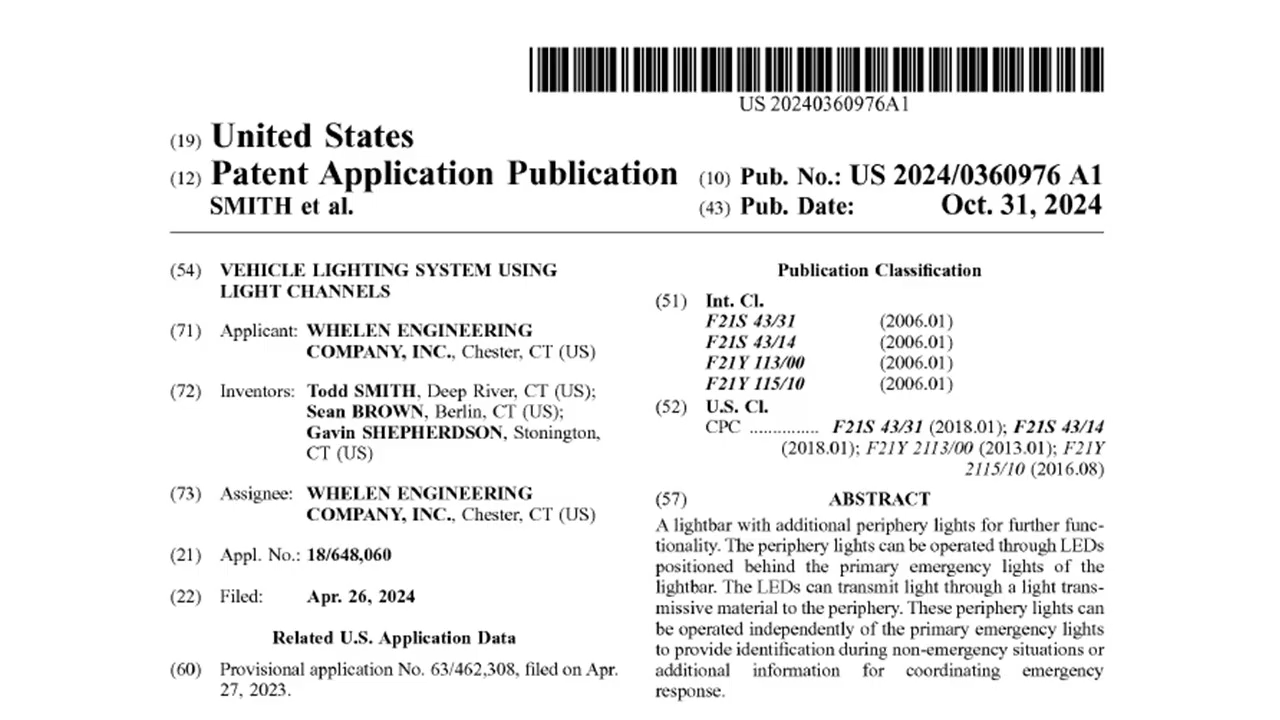 US 20240360976A1
(19) United States
(12) Patent Application Publication
SMITH et al.
(10) Pub. No.: US 2024/0360976 A1
(43) Pub. Date: Oct. 31, 2024
(54) VEHICLE LIGHTING SYSTEM USING
LIGHT CHANNELS
(71) Applicant: WHELEN ENGINEERING
COMPANY, INC., Chester, CT (US)
(72) Inventors: Todd SMITH, Deep River, CT (US);
Sean BROWN, Berlin, CT (US);
Gavin SHEPHERDSON, Stonington,
CT (US)
(73) Assignee: WHELEN ENGINEERING
COMPANY, INC., Chester, CT (US)
(21) Appl. No.: 18/648,060
(22) Filed: Apr. 26, 2024
Related U.S. Application Data
(60) Provisional application No. 63/462,308, filed on Apr.
27, 2023.
Publication Classification
(51) Int. Cl.
F21S 43/31 (2006.01)
F21S 43/14 (2006.01)
F21Y 113/00 (2006.01)
F21Y 115/10 (2006.01)
(52) U.S. Cl.
CPC ............... F21S 43/31 (2018.01); F21S 43/14
(2018.01); F21Y 2113/00 (2013.01); F21Y
2115/10 (2016.08)
(57) ABSTRACT
A lightbar with additional periphery lights for further func-
tionality. The periphery lights can be operated through LEDs
positioned behind the primary emergency lights of the
lightbar. The LEDs can transmit light through a light trans-
missive material to the periphery. These periphery lights can
be operated independently of the primary emergency lights
to provide identification during non-emergency situations or
additional information for coordinating emergency
response.